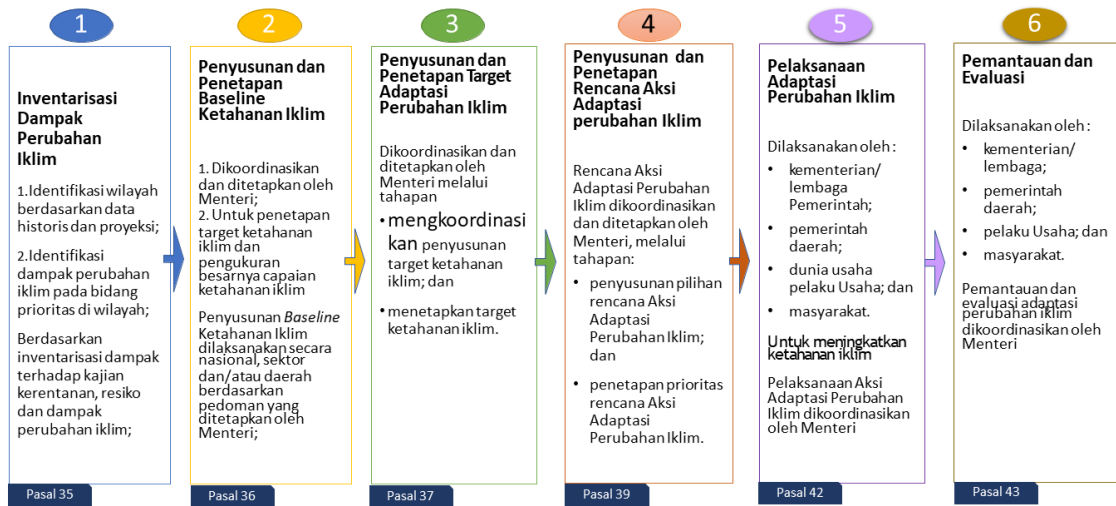 1
Inventarisasi
Dampak
Perubahan
Iklim
1.Identifikasi wilayah
berdasarkan data
historis dan proyeksi;
2.Identifikasi
dampak perubahan
iklim pada bidang
prioritas di wilayah;
Berdasarkan
inventarisasi dampak
terhadap kajian
kerentanan, resiko
dan dampak
perubahan iklim;
Pasal 35
2
Penyusunan dan
Penetapan
Baseline
Ketahanan Iklim
1. Dikoordinasikan
dan ditetapkan oleh
Menteri;
2. Untuk penetapan
target ketahanan
iklim dan
pengukuran
besarnya capaian
ketahanan iklim
Penyusunan Baseline
Ketahanan Iklim
dilaksanakan secara
nasional, sektor
dan/atau daerah
berdasarkan
pedoman yang
ditetapkan oleh
Menteri;
Pasal 36
3
Penyusunan dan
Penetapan Target
Adaptasi
Perubahan Iklim
Dikoordinasikan dan
ditetapkan oleh
Menteri melalui
tahapan
• mengkoordinasi
kan penyusunan
target ketahanan
iklim; dan
• menetapkan target
ketahanan iklim.
Pasal 37
4
Penyusunan dan
Penetapan
Rencana Aksi
Adaptasi
perubahan Iklim
Rencana Aksi
Adaptasi Perubahan
Iklim dikoordinasikan
dan ditetapkan oleh
Menteri, melalui
tahapan:
• penyusunan pilihan
rencana Aksi
Adaptasi
Perubahan Iklim;
dan
• penetapan prioritas
rencana Aksi
Adaptasi
Perubahan Iklim.
Pasal 39
5
Pelaksanaan
Adaptasi
Perubahan Iklim
Dilaksanakan oleh :
• kementerian/
lembaga
Pemerintah;
• pemerintah
daerah;
• dunia usaha
pelaku Usaha; dan
• masyarakat.
Untuk meningkatkan
ketahanan iklim
Pelaksanaan Aksi
Adaptasi Perubahan
Iklim dikoordinasikan
oleh Menteri
Pasal 42
6
Pemantauan dan
Evaluasi
Dilaksanakan oleh :
• kementerian/
lembaga;
• pemerintah
daerah;
• pelaku Usaha; dan
• masyarakat.
Pemantauan dan
evaluasi adaptasi
perubahan iklim
dikoordinasikan oleh
Menteri
Pasal 43